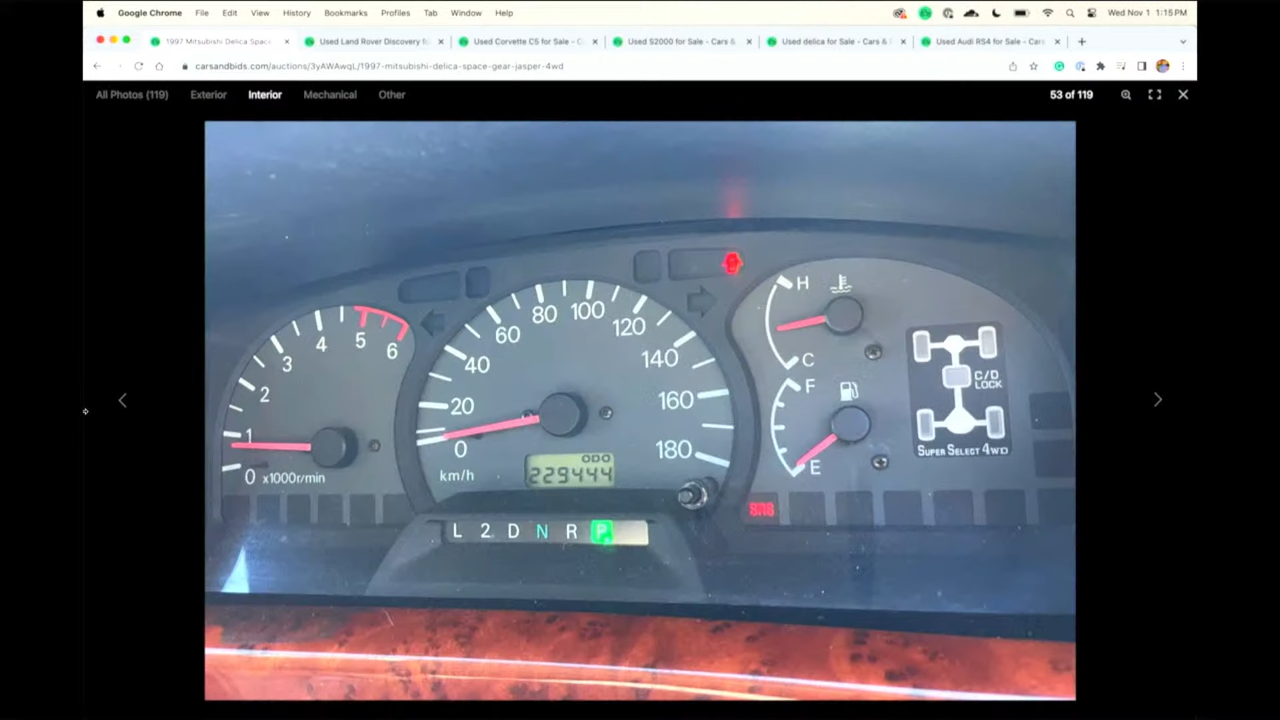 Google Chrome File Edit View History Bookmarks Profiles Tab Window Help
Wed Nov 1 1:15PM
1997 Mitsubishi Delica Space
Used Land Rover Discovery fo
Used Corvette C5 for Sale - C
Used S2000 for Sale - Cars &
Used delica for Sale - Cars &
Used Audi RS4 for Sale - Cars
carsandbids.com/auctions/3yAWAwqL/1997-mitsubishi-delica-space-gear-jasper-4wd
All Photos (119) Exterior Interior Mechanical Other
53 of 119
0 1 2 3 4 5 6
x1000r/min
0 20 40 60 80 100 120 140 160 180
km/h
ODO
229444
H
C
F
E
C/D
LOCK
SUPER SELECT 4WD
L 2 D N R P